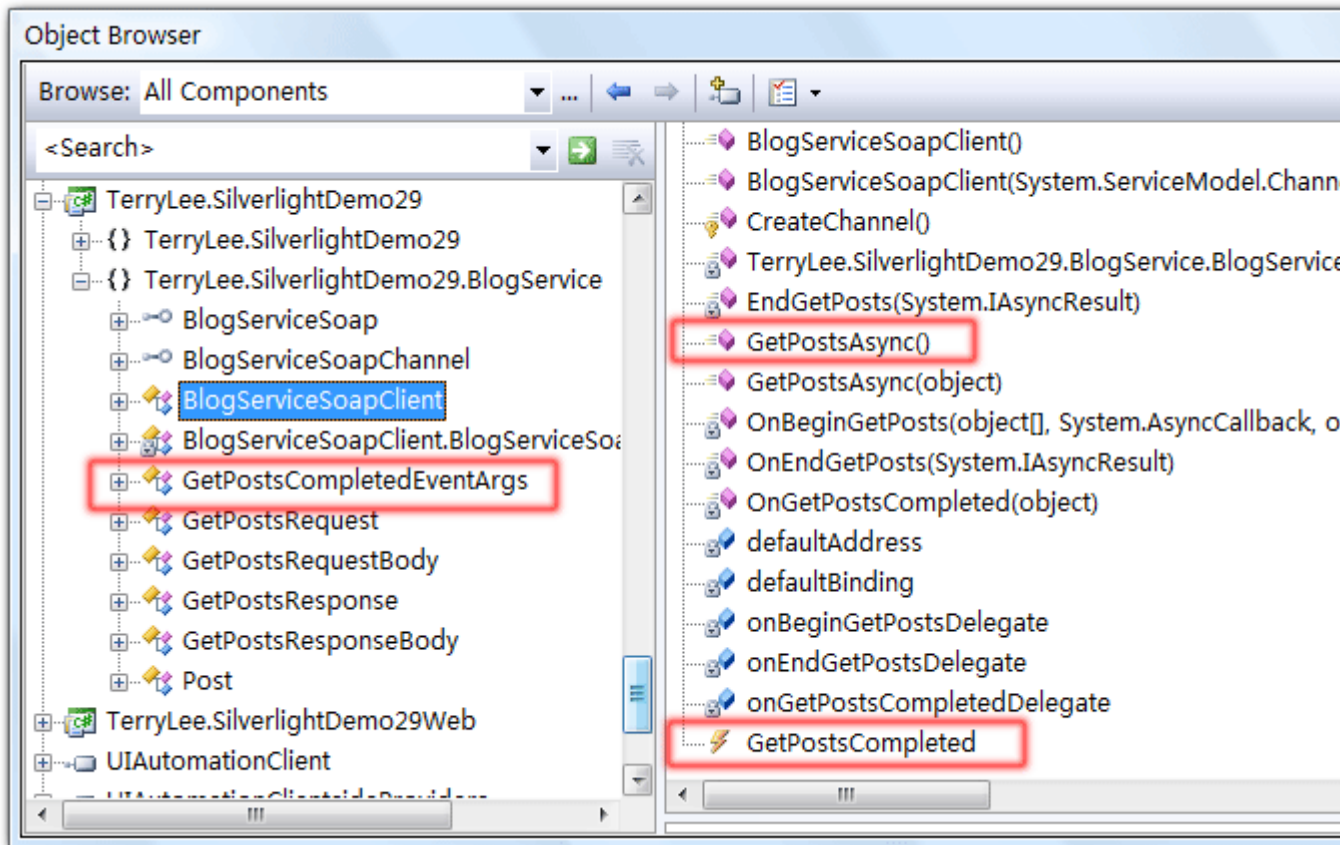 Object Browser
Browse: All Components
...
<Search>
TerryLee.SilverlightDemo29
{} TerryLee.SilverlightDemo29
{} TerryLee.SilverlightDemo29.BlogService
BlogServiceSoap
BlogServiceSoapChannel
BlogServiceSoapClient
BlogServiceSoapClient.BlogServiceSoa
GetPostsCompletedEventArgs
GetPostsRequest
GetPostsRequestBody
GetPostsResponse
GetPostsResponseBody
Post
TerryLee.SilverlightDemo29Web
UIAutomationClient
UIAutomationClientsideProviders
BlogServiceSoapClient()
BlogServiceSoapClient(System.ServiceModel.Chann
CreateChannel()
TerryLee.SilverlightDemo29.BlogService.BlogService
EndGetPosts(System.IAsyncResult)
GetPostsAsync()
GetPostsAsync(object)
OnBeginGetPosts(object[], System.AsyncCallback, o
OnEndGetPosts(System.IAsyncResult)
OnGetPostsCompleted(object)
defaultAddress
defaultBinding
onBeginGetPostsDelegate
onEndGetPostsDelegate
onGetPostsCompletedDelegate
GetPostsCompleted